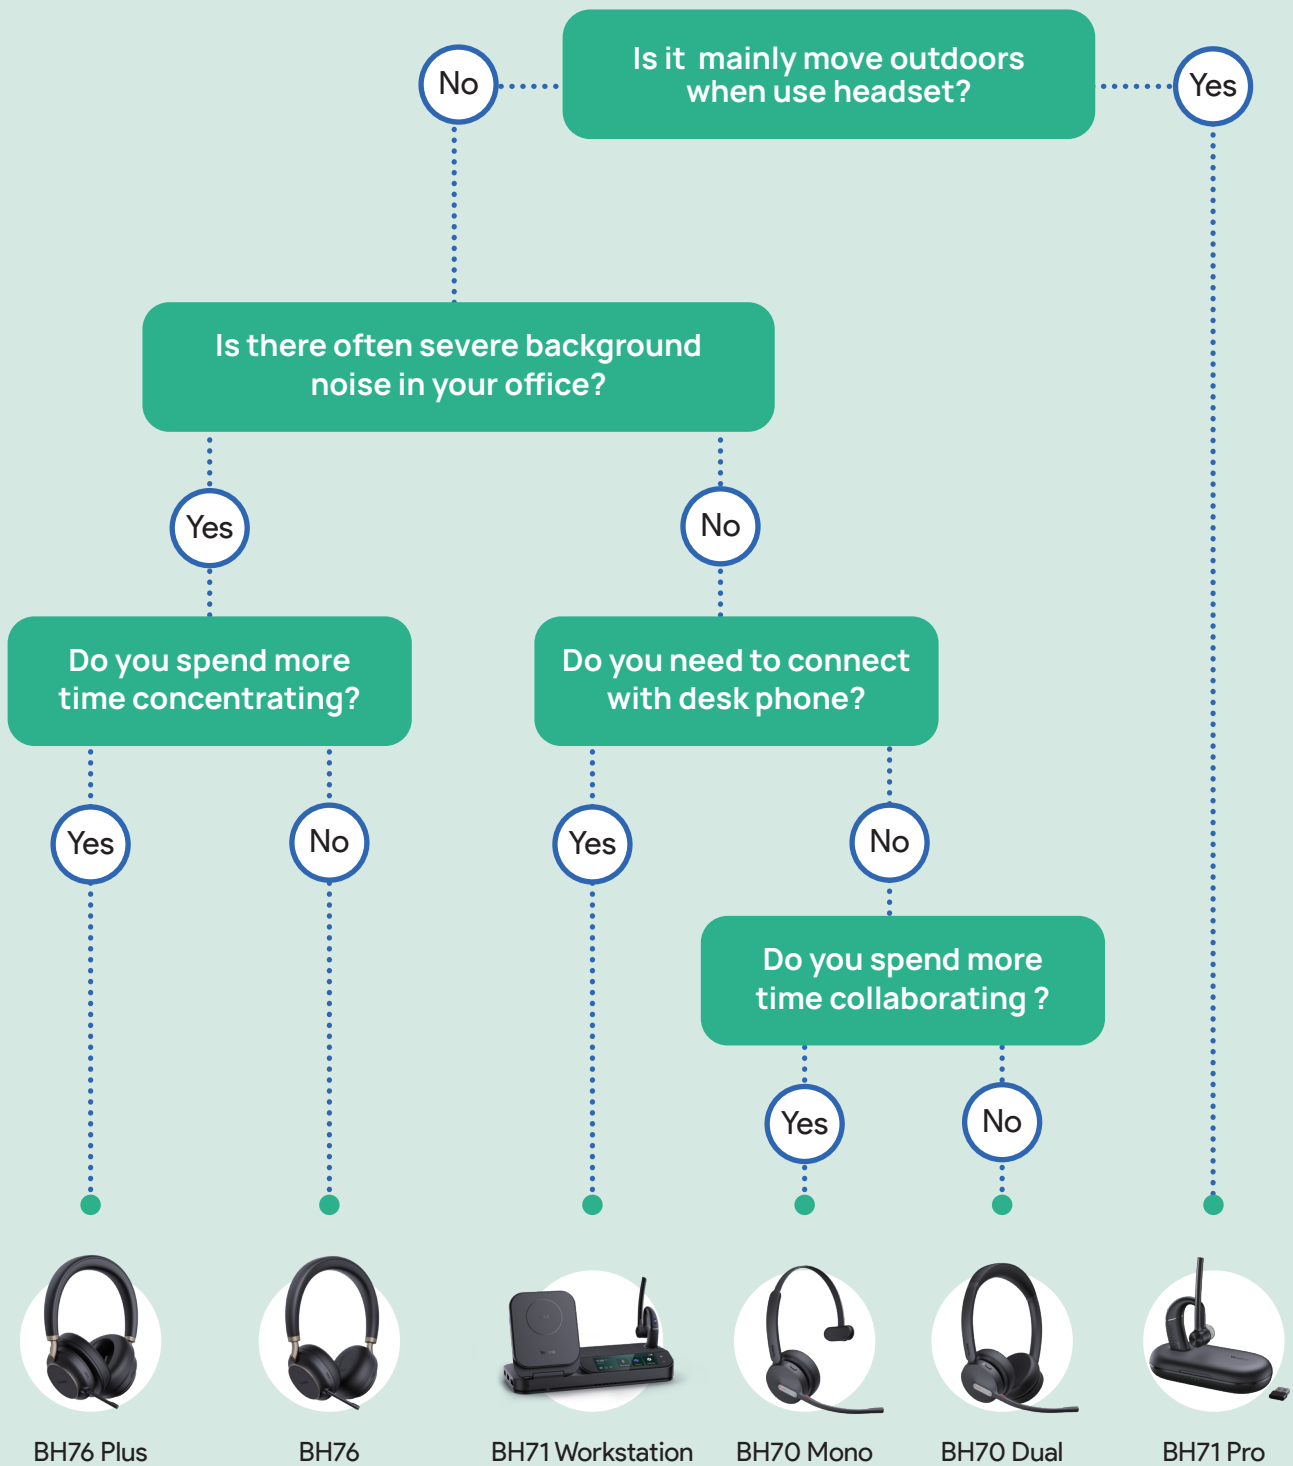 Is it  mainly move outdoors
when use headset?
No
Yes
Is there often severe background
noise in your office?
Yes
No
Do you spend more
time concentrating?
Do you need to connect
with desk phone?
Yes
No
Yes
No
Do you spend more
time collaborating ?
Yes
No
BH76 Plus
BH76
BH71 Workstation
BH70 Mono
BH70 Dual
BH71 Pro